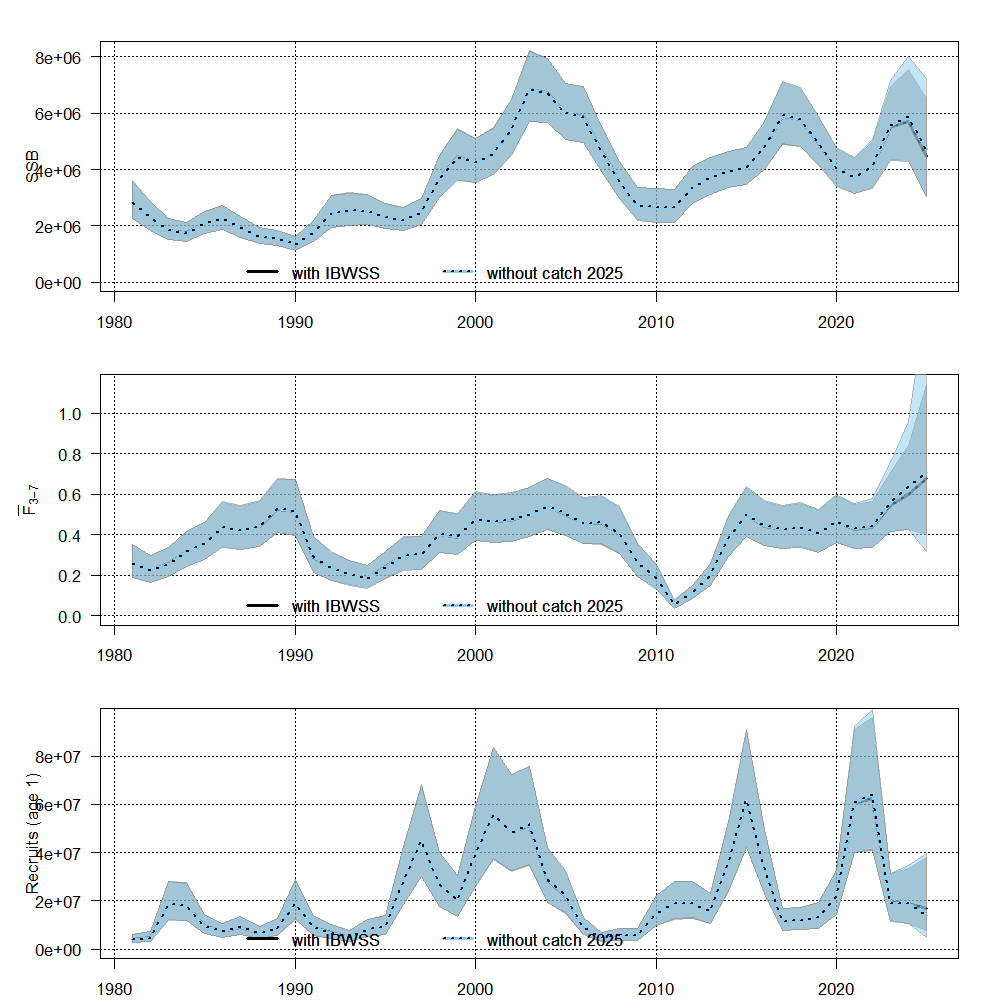 SSB
8e+06
6e+06
4e+06
2e+06
0e+00
with IBWSS
without catch 2025
1980 1990 2000 2010 2020
F3−7
1.0
0.8
0.6
0.4
0.2
0.0
with IBWSS
without catch 2025
1980 1990 2000 2010 2020
Recruits (age 1)
8e+07
6e+07
4e+07
2e+07
0e+00
with IBWSS
without catch 2025
1980 1990 2000 2010 2020